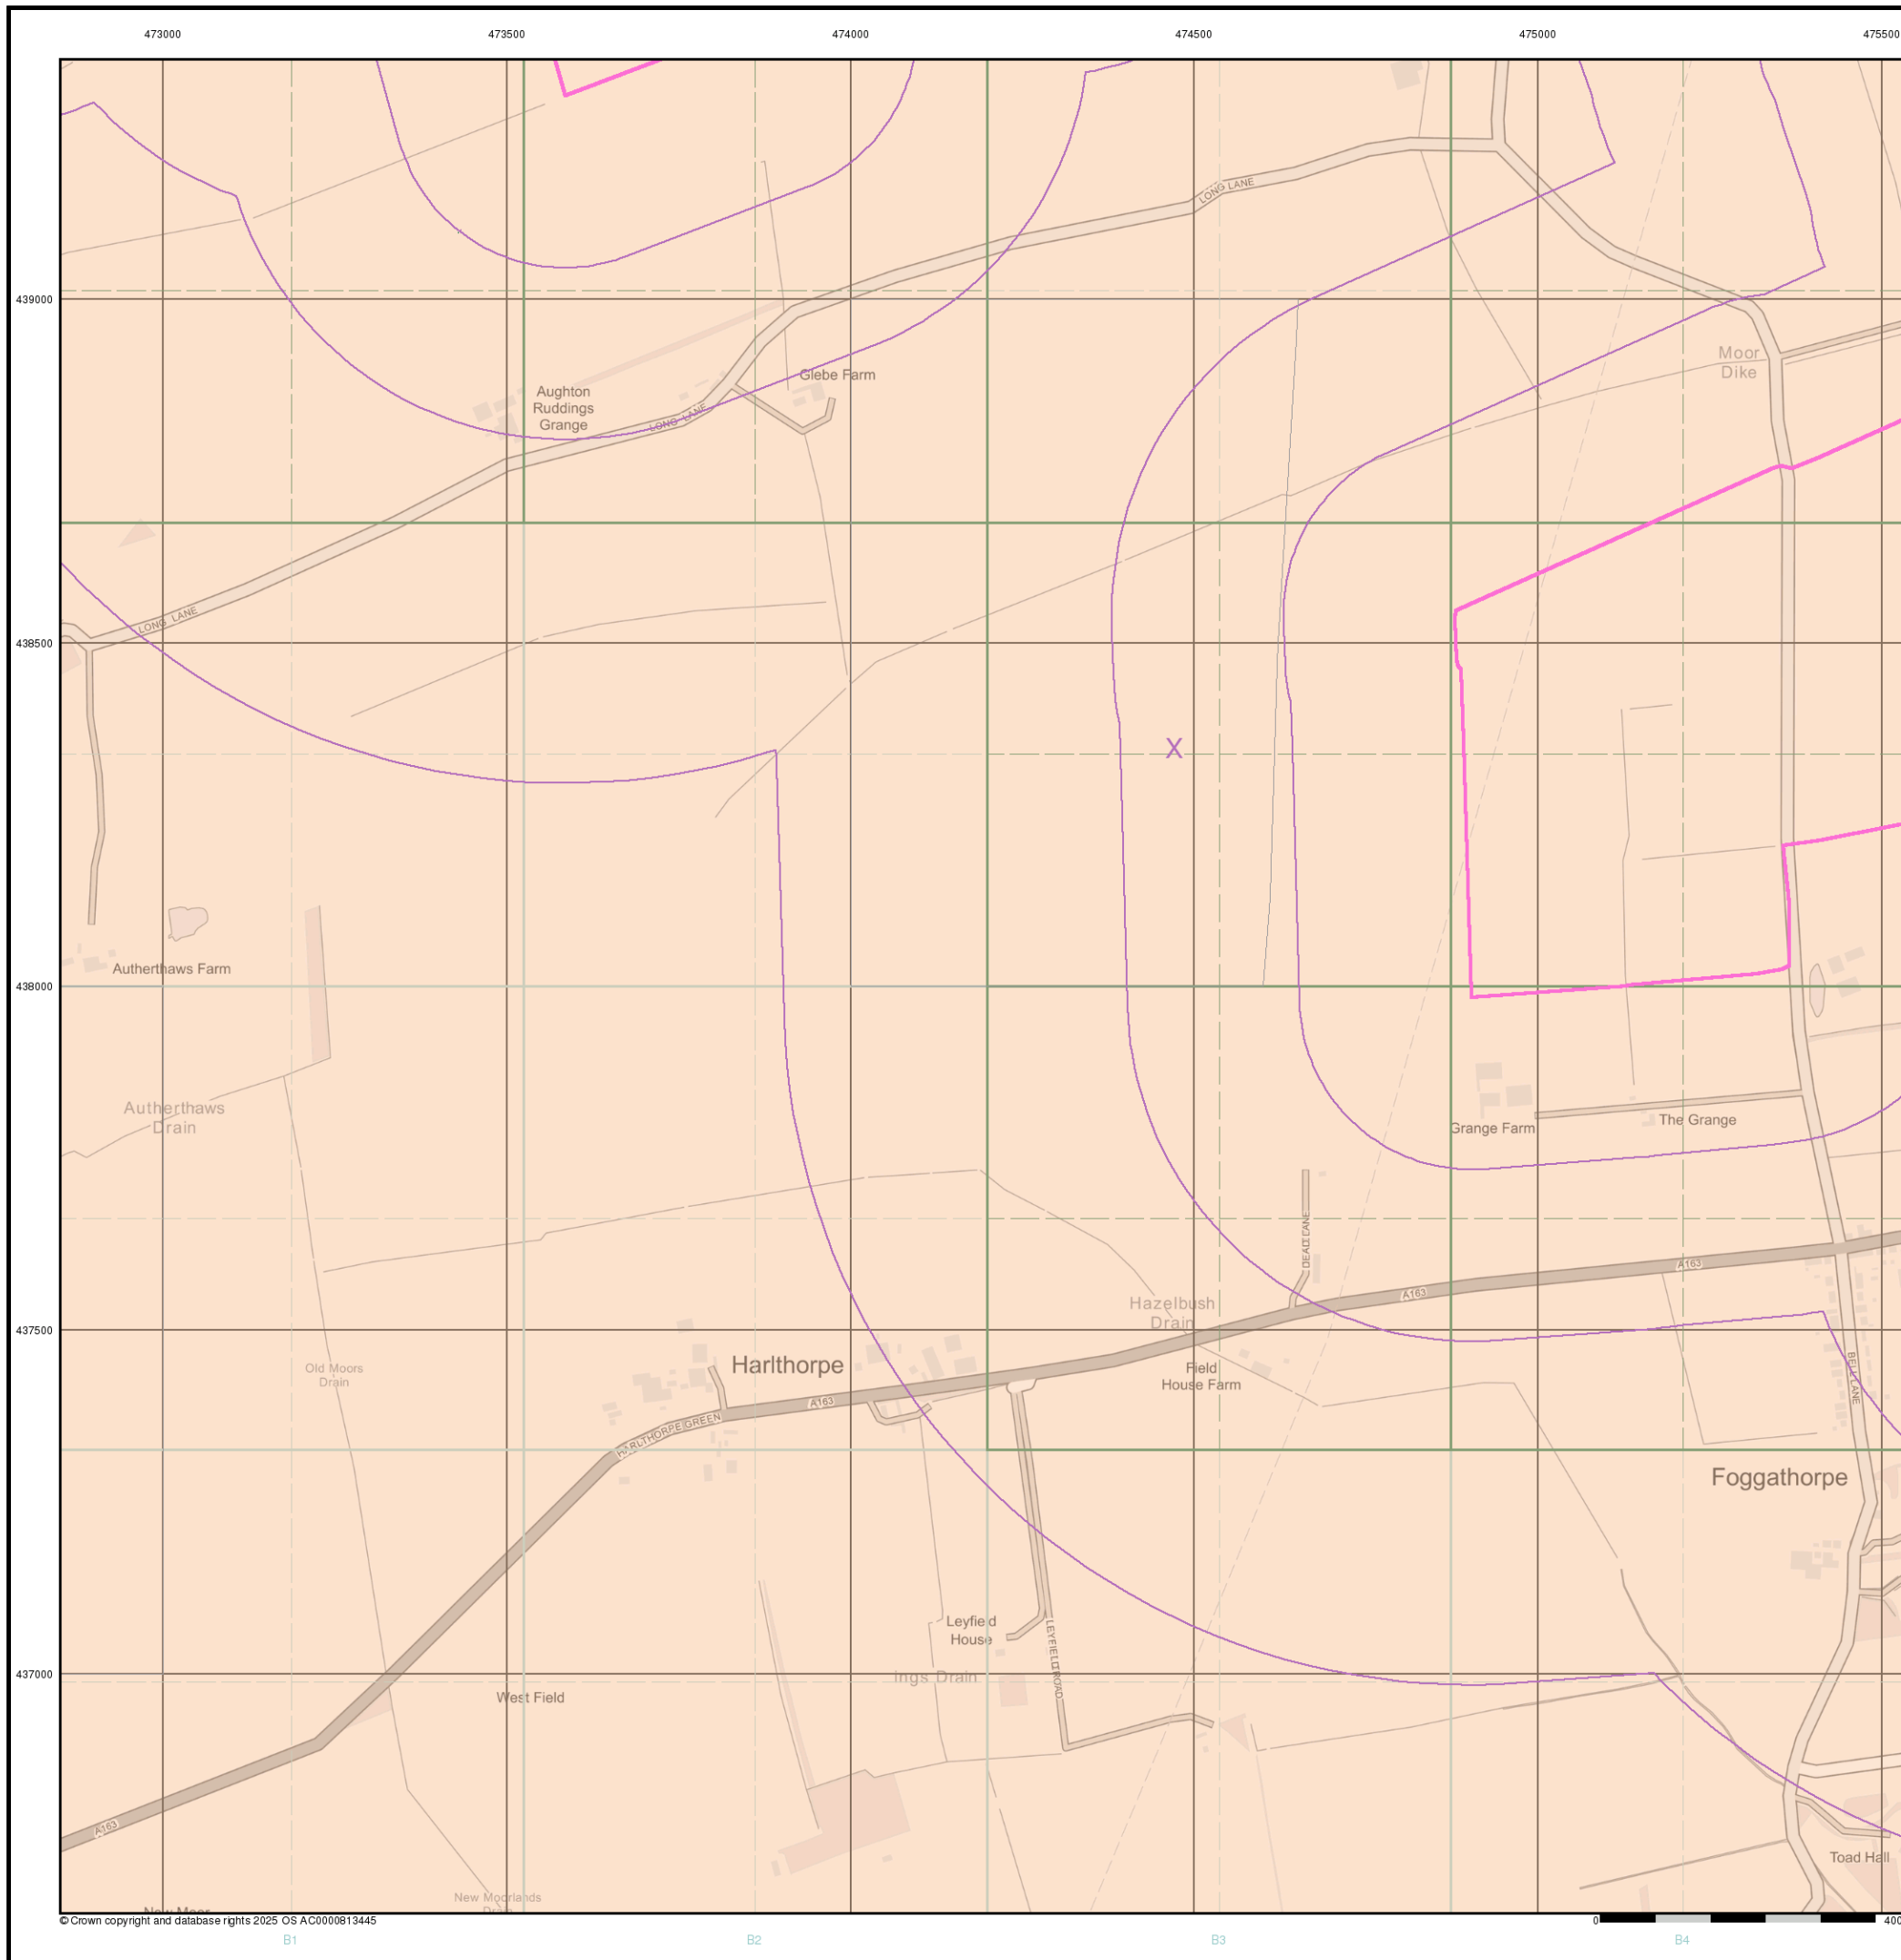 473000 473500 474000 474500 475000 475500
LONG LANE
439000
Moor
Dike
Glebe Farm
Aughton
Ruddings
Grange
LONG LANE
LONG LANE
438500
X
438000
Autherthaws Farm
Autherthaws
Drain
The Grange
Grange Farm
DEAD LANE
A163
A163
Hazelbush
Drain
437500
Harlthorpe
Old Moors
Drain
Field
House Farm
BELL LANE
A163
HARLTHORPE GREEN
Foggathorpe
Leyfield
House
LEYFIELD ROAD
437000
Ings Drain
West Field
A163
Toad Hall
New Moorlands
Drain
New Moor
© Crown copyright and database rights 2025 OS AC0000813445
0 400
B1 B2 B3 B4